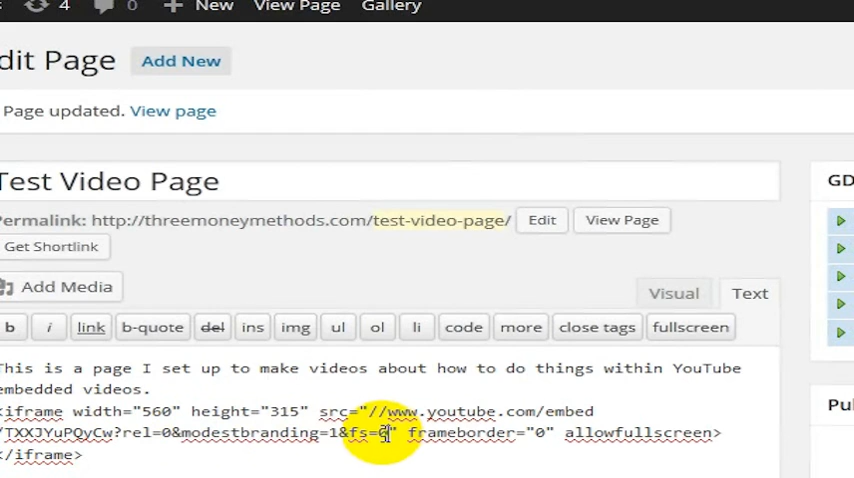 4 0 New View Page Gallery
dit Page Add New
Page updated. View page
Test Video Page
Permalink: http://threemoneymethods.com/test-video-page/ Edit View Page
Get Shortlink
GD
Add Media
Visual Text
b i link b-quote del ins img ul ol li code more close tags fullscreen
This is a page I set up to make videos about how to do things within YouTube
embedded videos.
<iframe width="560" height="315" src="//www.youtube.com/embed
/TXXJYuPQyCw?rel=0&modestbranding=1&fs=0" frameborder="0" allowfullscreen>
</iframe>
Pul